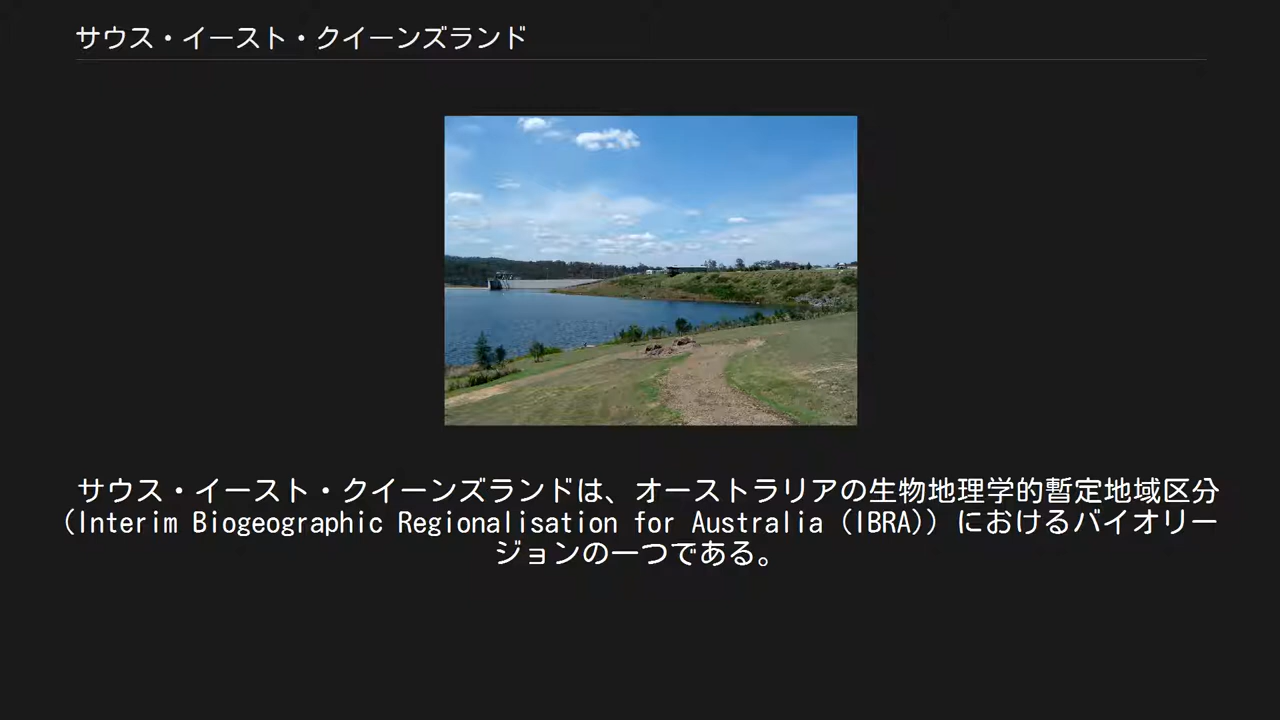 サウス・イースト・クイーンズランド
サウス・イースト・クイーンズランドは、オーストラリアの生物地理学的暫定地域区分
(Interim Biogeographic Regionalisation for Australia (IBRA)) におけるバイオリー
ジョンの一つである。